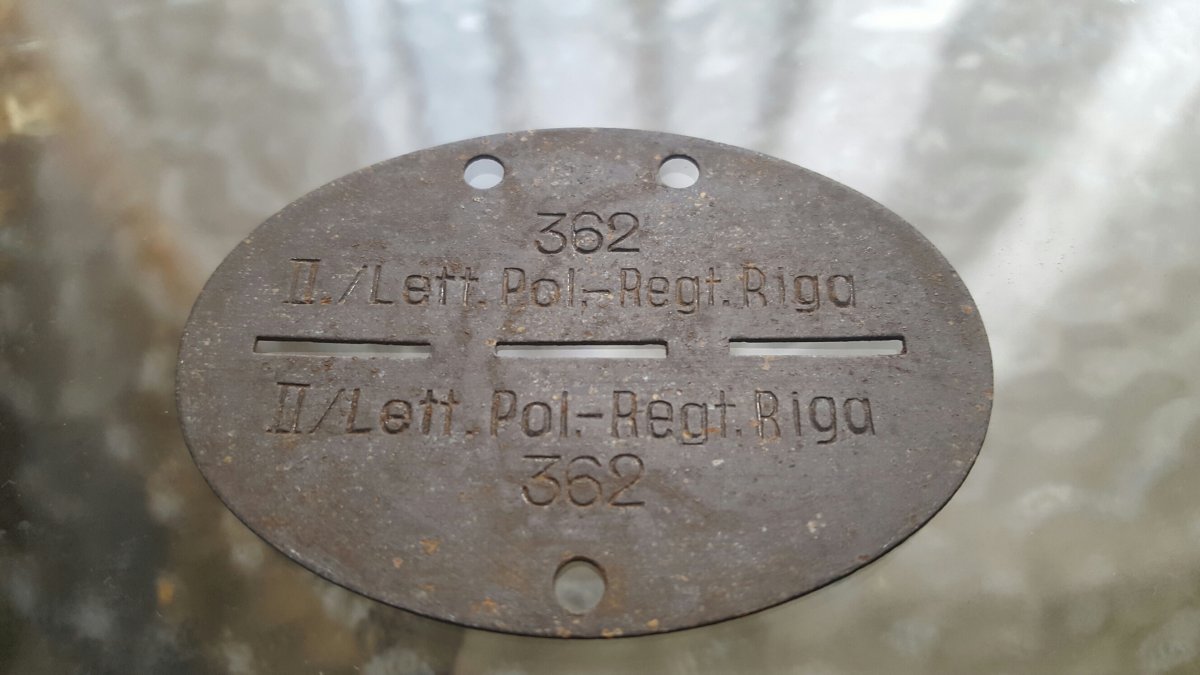 362
II./Lett.Pol.-Regt.Riga
II/Lett.Pol.-Regt.Riga
362